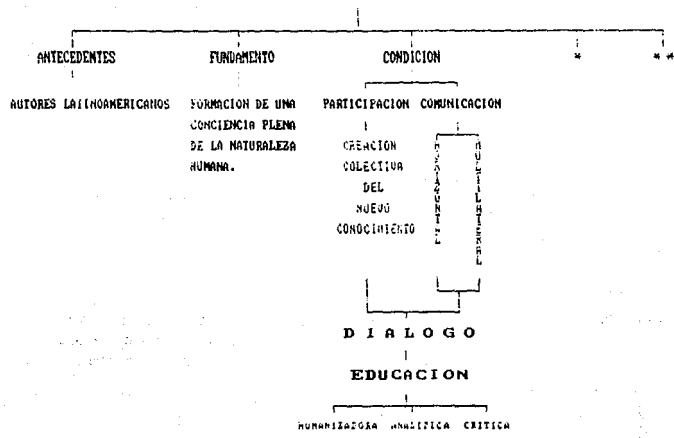 ANTECEDENTES FUNDAMENTO CONDICION * **
AUTORES LATINOAMERICANOS
FORMACION DE UNA
CONCIENCIA PLENA
DE LA NATURALEZA
HUMANA.
PARTICIPACION COMUNICACION
CREACION
COLECTIVA
DEL
NUEVO
CONOCIMIENTO
HORIZONTAL
MULTILATERAL
DIALOGO
EDUCACION
HUMANIZADORA ANALITICA CRITICA